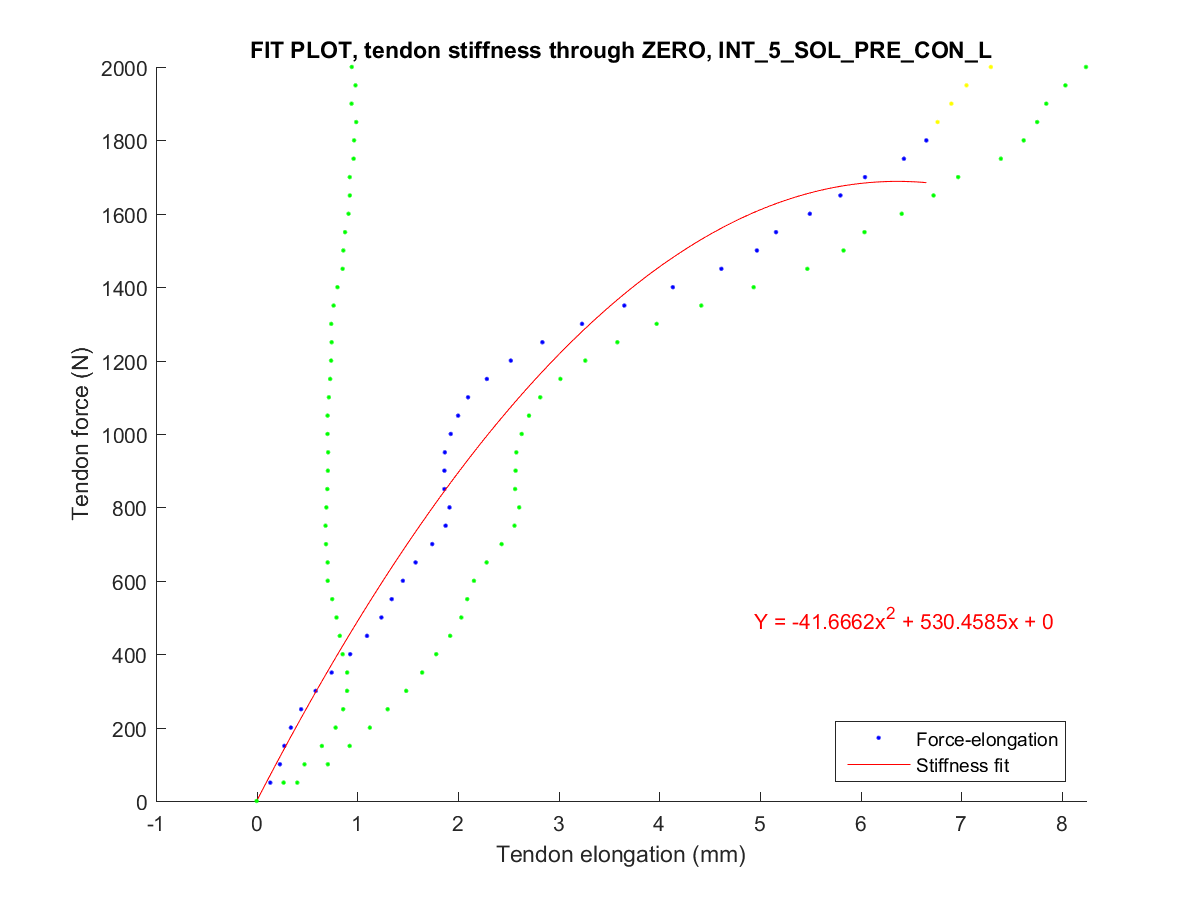 FIT PLOT, tendon stiffness through ZERO, INT_5_SOL_PRE_CON_L
2000
1800
1600
1400
1200
1000
800
600
400
200
0
Tendon force (N)
Y = -41.6662x² + 530.4585x + 0
Force-elongation
Stiffness fit
-1 0 1 2 3 4 5 6 7 8
Tendon elongation (mm)